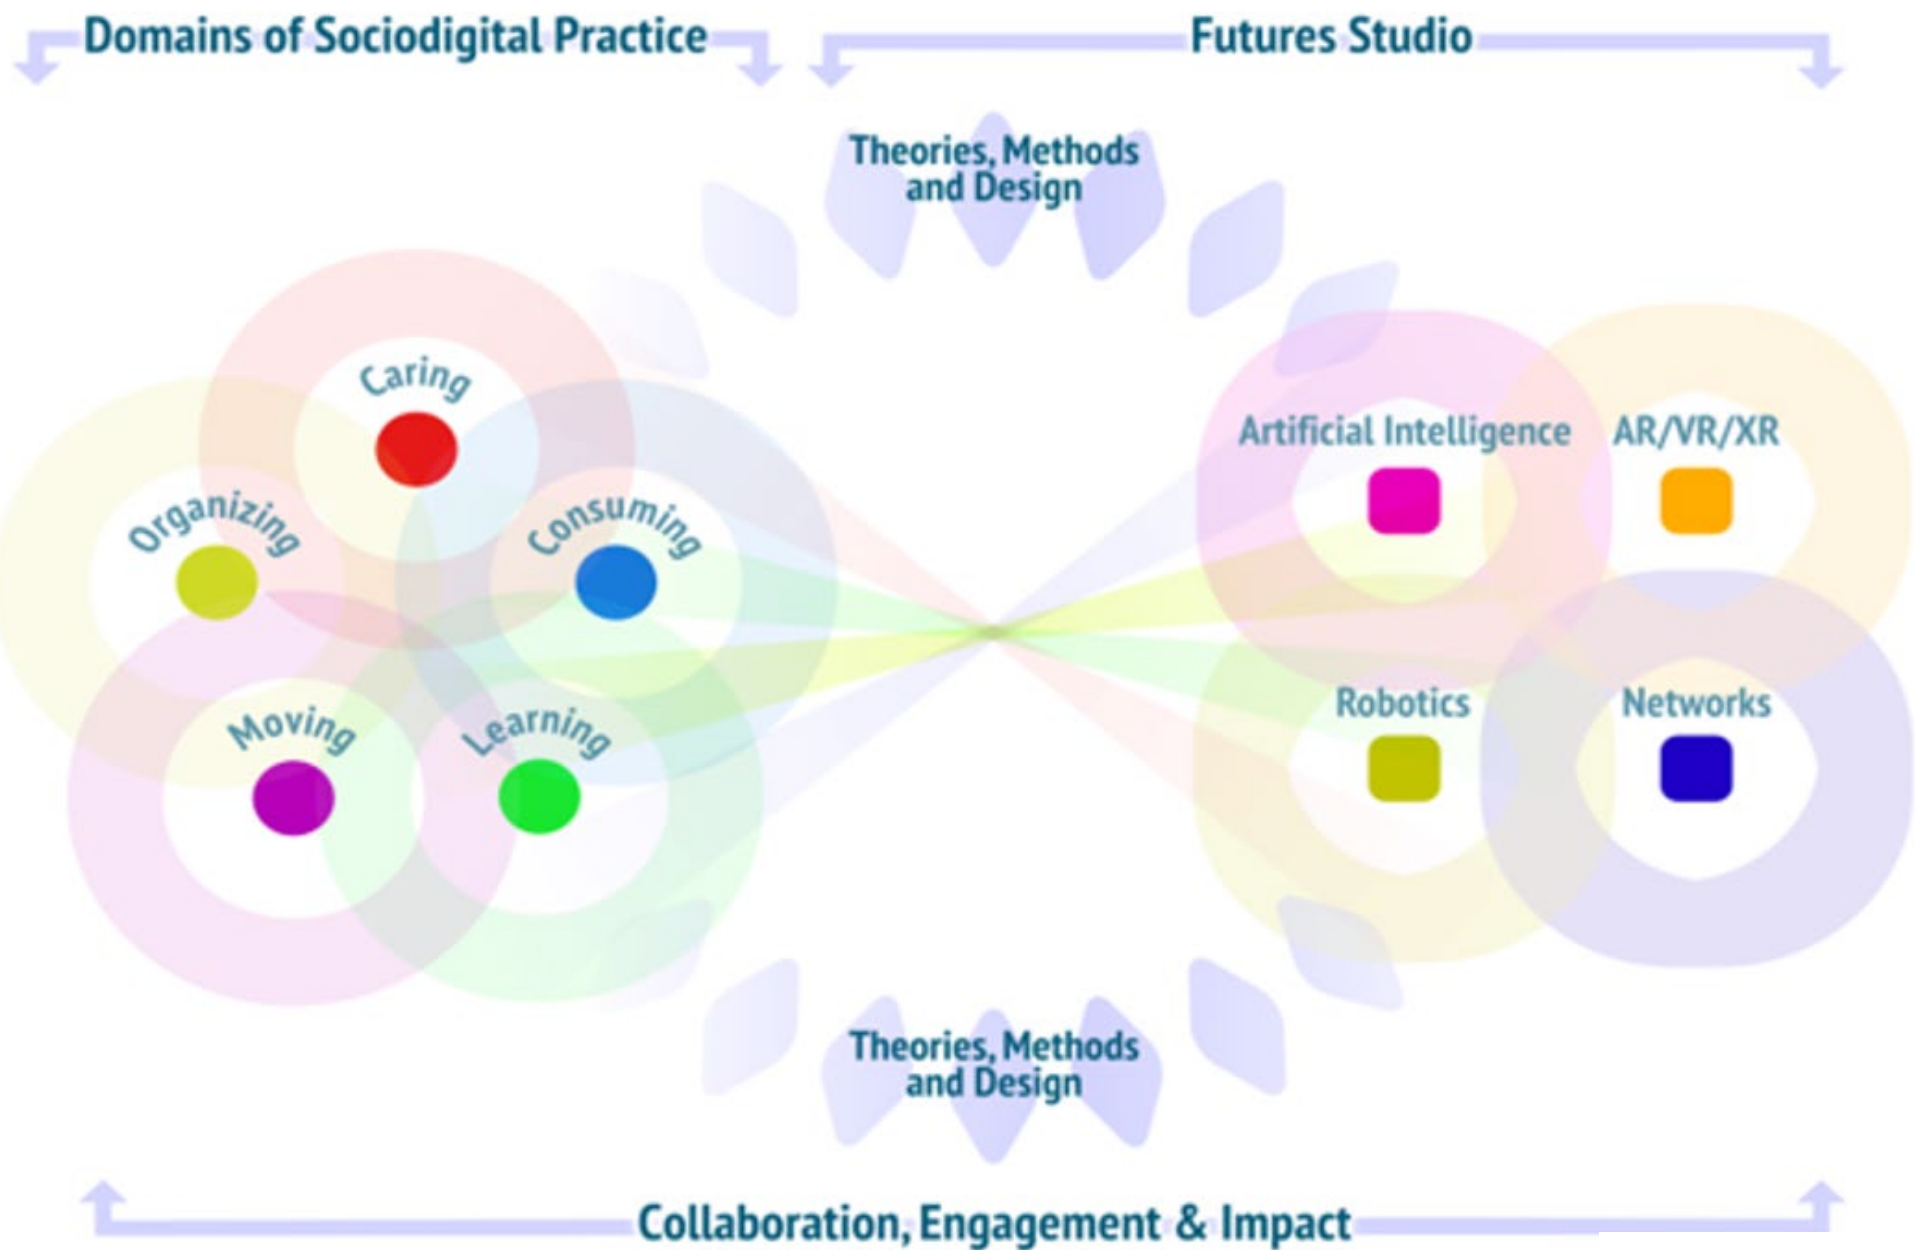 Domains of Sociodigital Practice
Futures Studio
Theories, Methods
and Design
Caring
Organizing
Consuming
Moving
Learning
Artificial Intelligence
AR/VR/XR
Robotics
Networks
Theories, Methods
and Design
Collaboration, Engagement & Impact